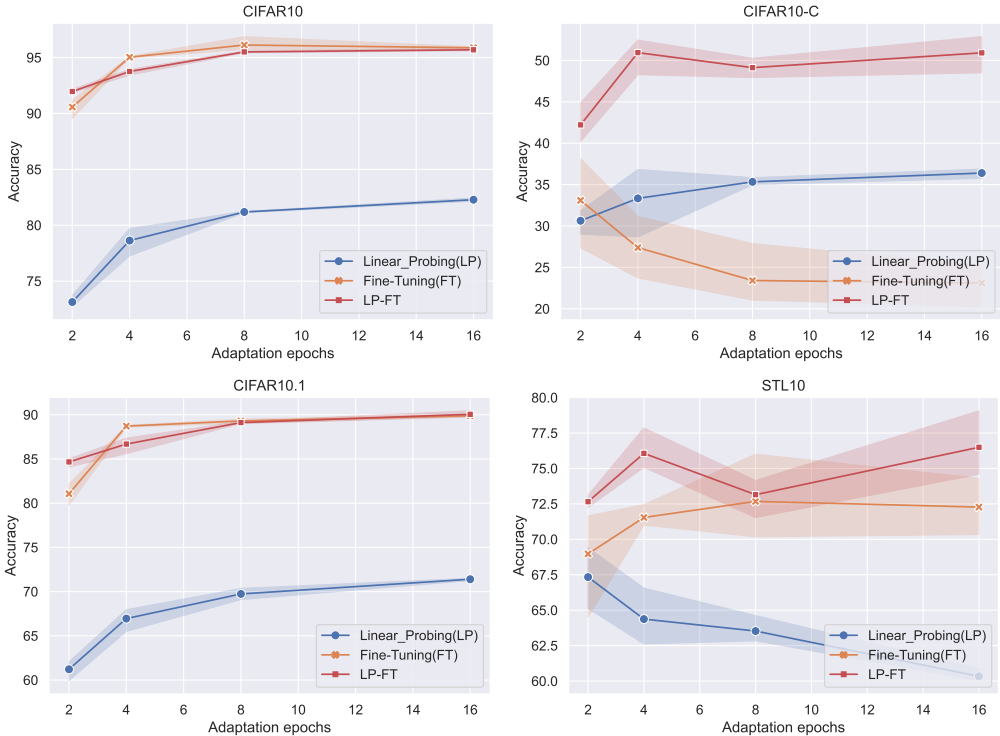 CIFAR10
95
90
85
80
75
Accuracy
Linear_Probing(LP)
Fine-Tuning(FT)
LP-FT
2 4 6 8 10 12 14 16
Adaptation epochs
CIFAR10-C
50
45
40
35
30
25
20
Accuracy
Linear_Probing(LP)
Fine-Tuning(FT)
LP-FT
2 4 6 8 10 12 14 16
Adaptation epochs
CIFAR10.1
90
85
80
75
70
65
60
Accuracy
Linear_Probing(LP)
Fine-Tuning(FT)
LP-FT
2 4 6 8 10 12 14 16
Adaptation epochs
STL10
80.0
77.5
75.0
72.5
70.0
67.5
65.0
62.5
60.0
Accuracy
Linear_Probing(LP)
Fine-Tuning(FT)
LP-FT
2 4 6 8 10 12 14 16
Adaptation epochs